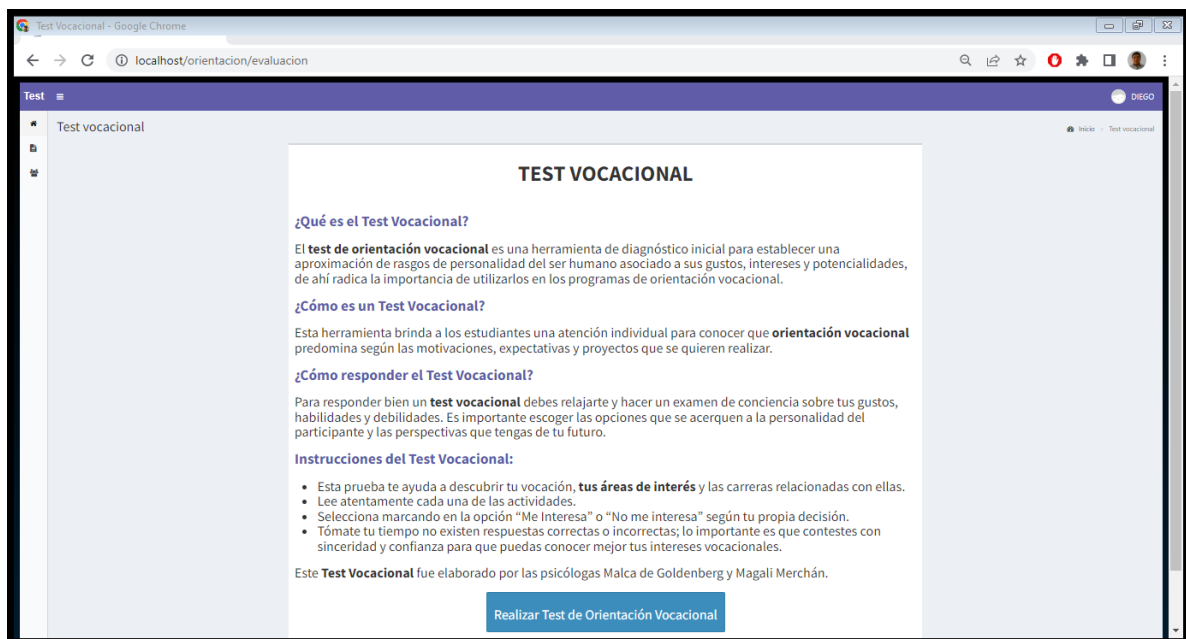 Test Vocacional - Google Chrome
localhost/orientacion/evaluacion
Test
DIEGO
Test vocacional
Inicio > Test vocacional
TEST VOCACIONAL
¿Qué es el Test Vocacional?
El test de orientación vocacional es una herramienta de diagnóstico inicial para establecer una
aproximación de rasgos de personalidad del ser humano asociado a sus gustos, intereses y potencialidades,
de ahí radica la importancia de utilizarlos en los programas de orientación vocacional.
¿Cómo es un Test Vocacional?
Esta herramienta brinda a los estudiantes una atención individual para conocer que orientación vocacional
predomina según las motivaciones, expectativas y proyectos que se quieren realizar.
¿Cómo responder el Test Vocacional?
Para responder bien un test vocacional debes relajarte y hacer un examen de conciencia sobre tus gustos,
habilidades y debilidades. Es importante escoger las opciones que se acerquen a la personalidad del
participante y las perspectivas que tengas de tu futuro.
Instrucciones del Test Vocacional:
• Esta prueba te ayuda a descubrir tu vocación, tus áreas de interés y las carreras relacionadas con ellas.
• Lee atentamente cada una de las actividades.
• Selecciona marcando en la opción “Me Interesa” o “No me interesa” según tu propia decisión.
• Tómate tu tiempo no existen respuestas correctas o incorrectas; lo importante es que contestes con
sinceridad y confianza para que puedas conocer mejor tus intereses vocacionales.
Este Test Vocacional fue elaborado por las psicólogas Malca de Goldenberg y Magali Merchán.
Realizar Test de Orientación Vocacional